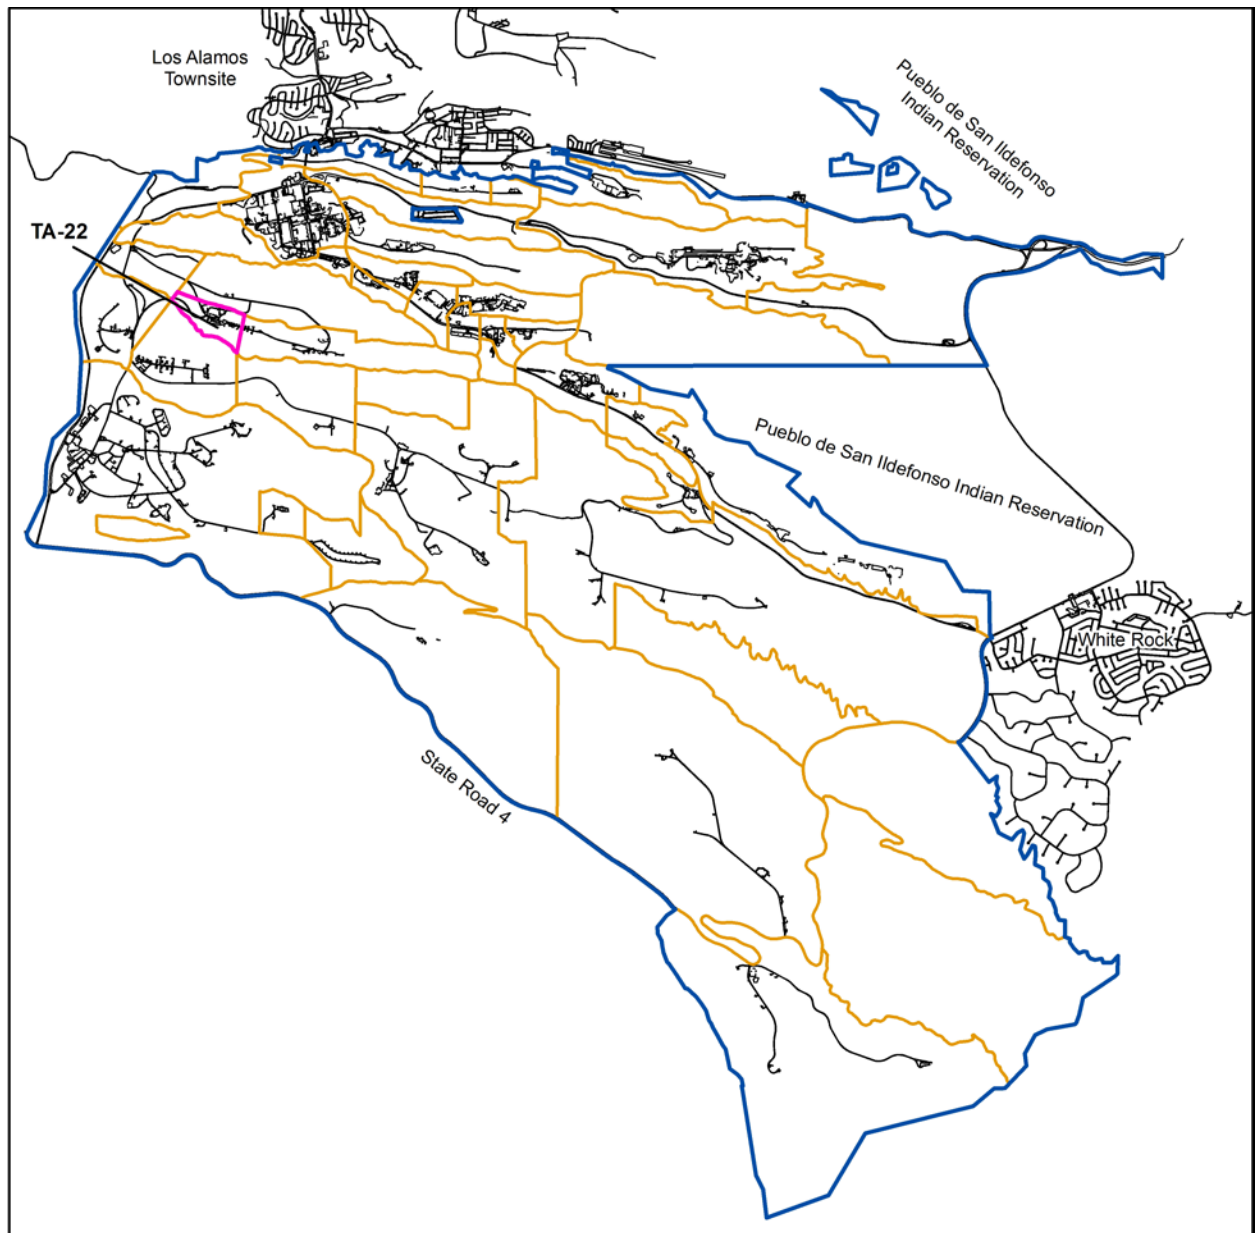 Los Alamos
Townsite
Pueblo de San Ildefonso
Indian Reservation
TA-22
Pueblo de San Ildefonso Indian Reservation
White Rock
State Road 4